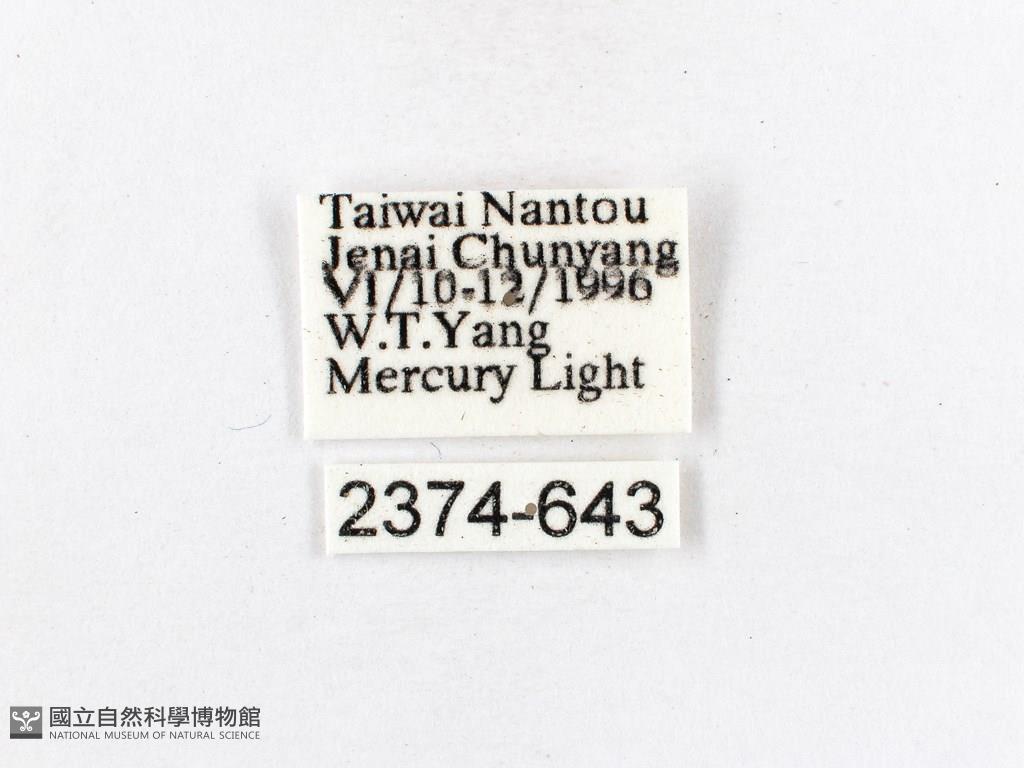 Taiwai Nantou
Jenai Chunyang
VI/10-12/1996
W.T.Yang
Mercury Light
2374-643
國立自然科學博物館
NATIONAL MUSEUM OF NATURAL SCIENCE